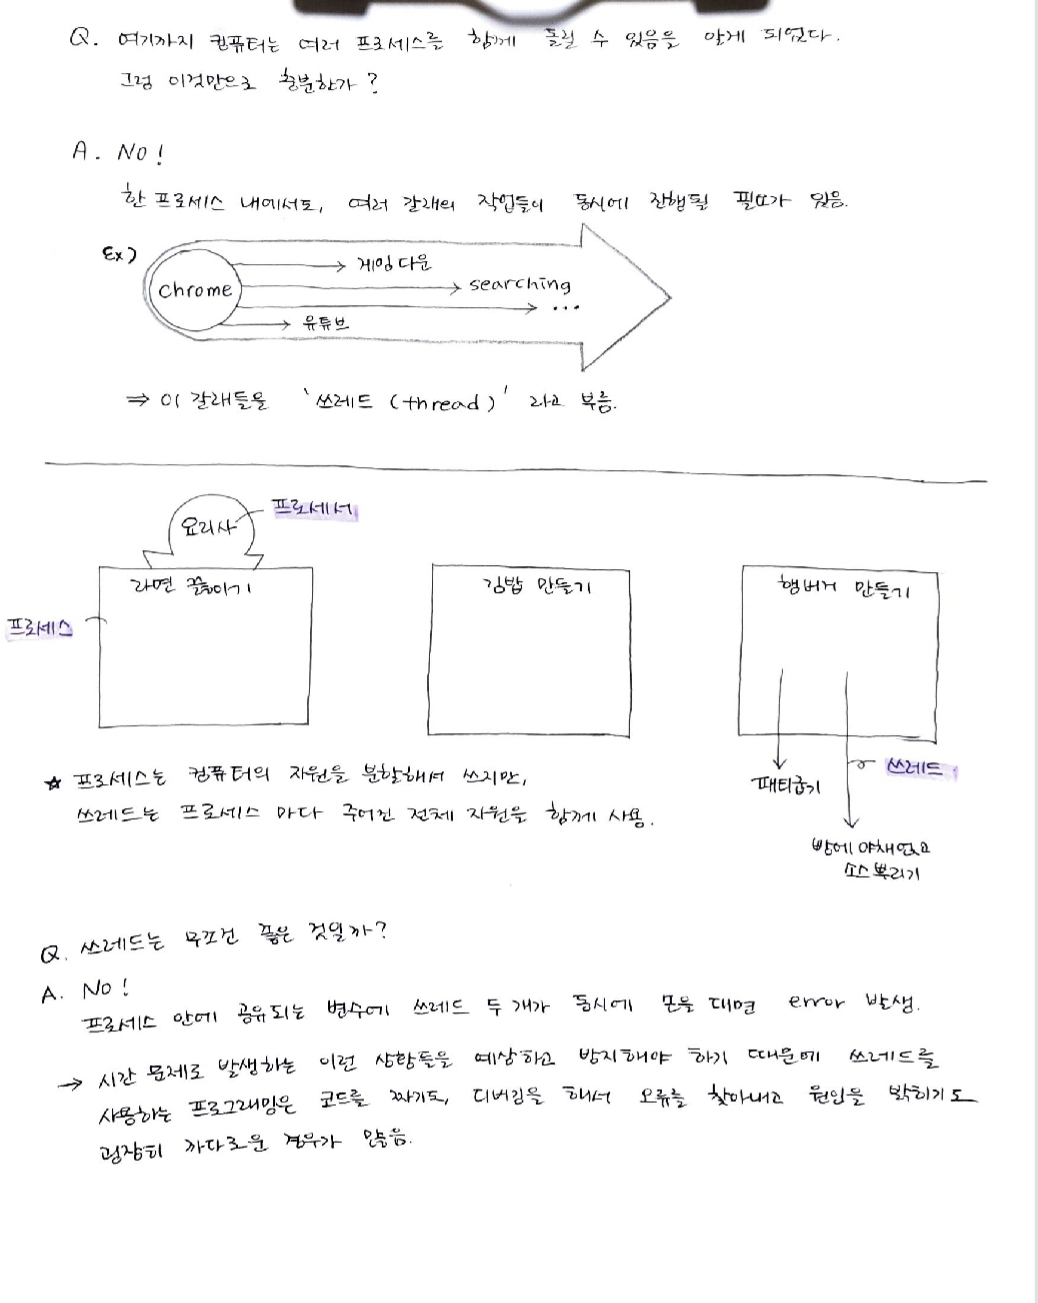 Q. 여기까지 컴퓨터는 여러 프로세스를 함께 돌릴 수 있음을 알게 되었다.
그럼 이것만으로 충분한가?
A. No!
한 프로세스 내에서도, 여러 갈래의 작업들이 동시에 진행될 필요가 있음.
Ex)
chrome
게임다운
searching
...
유튜브
⇒ 이 갈래들을 '쓰레드 (thread)' 라고 부름.
요리사
프로세서
라면 끓이기
김밥 만들기
햄버거 만들기
프로세스
쓰레드
패티굽기
빵에 야채얹고
소스 뿌리기
☆ 프로세스는 컴퓨터의 자원을 분할해서 쓰지만,
쓰레드는 프로세스 마다 주어진 전체 자원을 함께 사용.
Q. 쓰레드는 무조건 좋은 것일까?
A. No!
프로세스 안에 공유되는 변수에 쓰레드 두 개가 동시에 손을 대면 error 발생.
→ 시간 문제로 발생하는 이런 상황들을 예상하고 방지해야 하기 때문에 쓰레드를
사용하는 프로그래밍은 코드를 짜기도, 디버깅을 해서 오류를 찾아내고 원인을 밝히기도
굉장히 까다로운 경우가 많음.